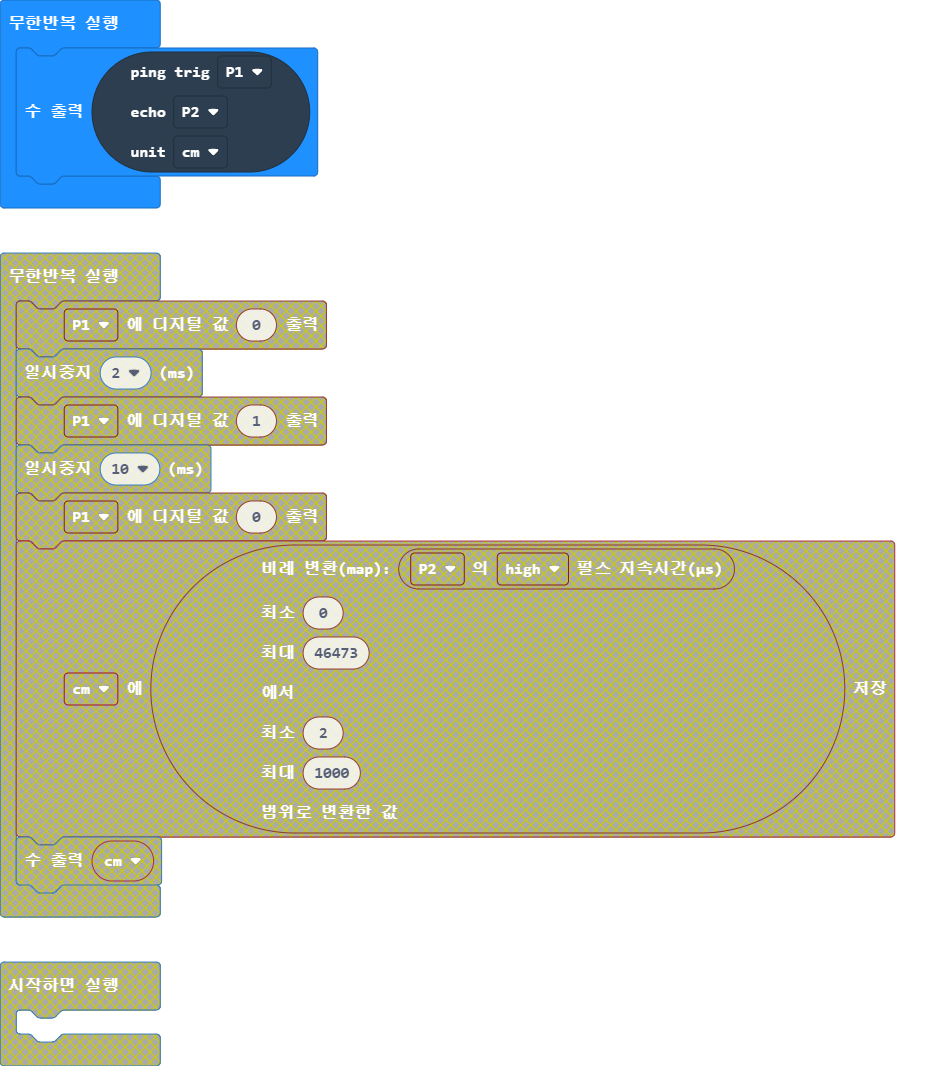 무한반복 실행
수 출력 ping trig P1
echo P2
unit cm
무한반복 실행
P1 에 디지털 값 0 출력
일시중지 2 (ms)
P1 에 디지털 값 1 출력
일시중지 10 (ms)
P1 에 디지털 값 0 출력
cm 에 비례 변환(map): P2 의 high 펄스 지속시간(μs)
최소 0
최대 46473
에서
최소 2
최대 1000
범위로 변환한 값 저장
수 출력 cm
시작하면 실행